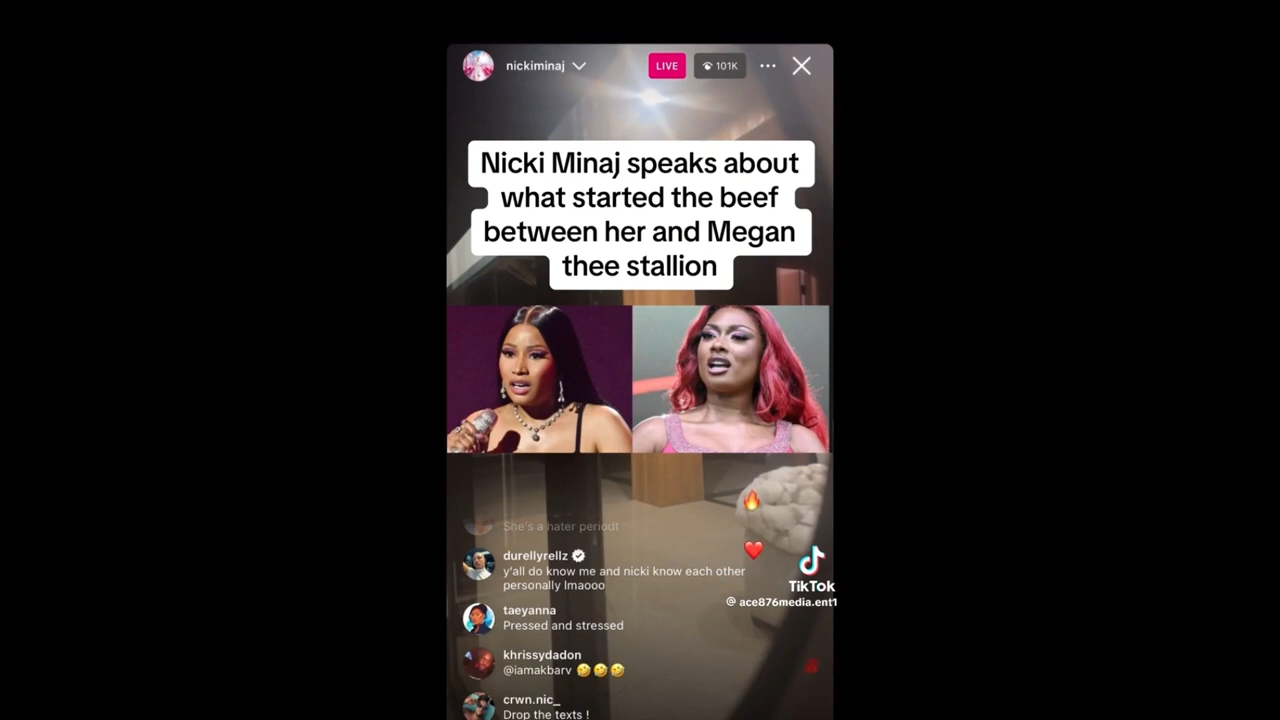 nickiminaj
LIVE
101K
Nicki Minaj speaks about
what started the beef
between her and Megan
thee stallion
She's a hater periodt
durellyrellz
y'all do know me and nicki know each other
personally lmaooo
taeyanna
Pressed and stressed
khrissydadon
@iamakbarv 🤣🤣🤣
crwn.nic_
Drop the texts !
TikTok
@ ace876media.ent1